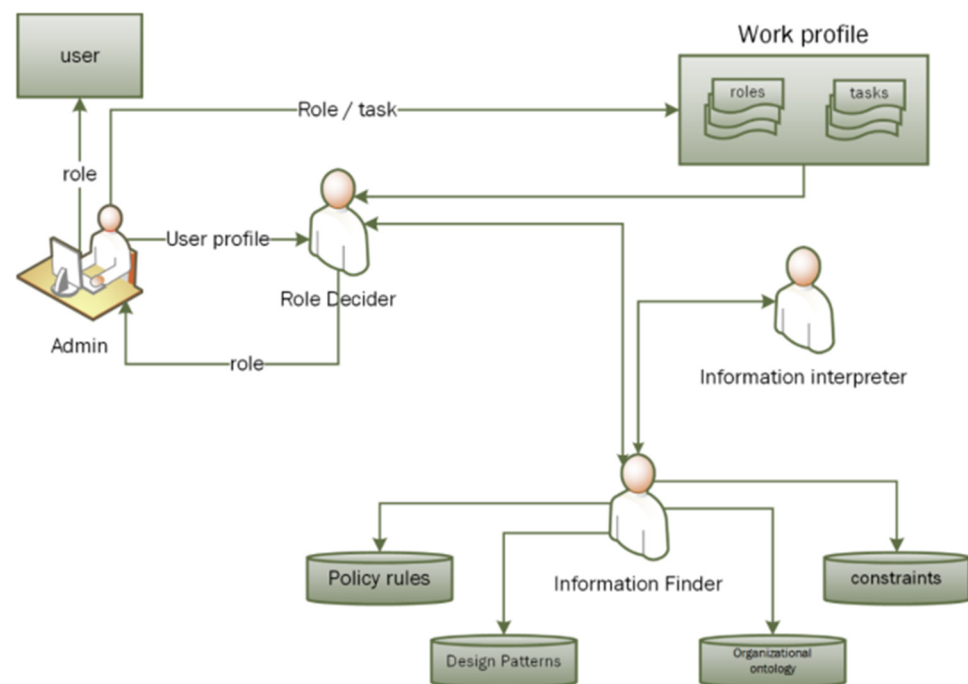 user
Work profile
roles
tasks
Role / task
role
User profile
Role Decider
Admin
role
Information interpreter
Policy rules
Information Finder
constraints
Design Patterns
Organizational
ontology